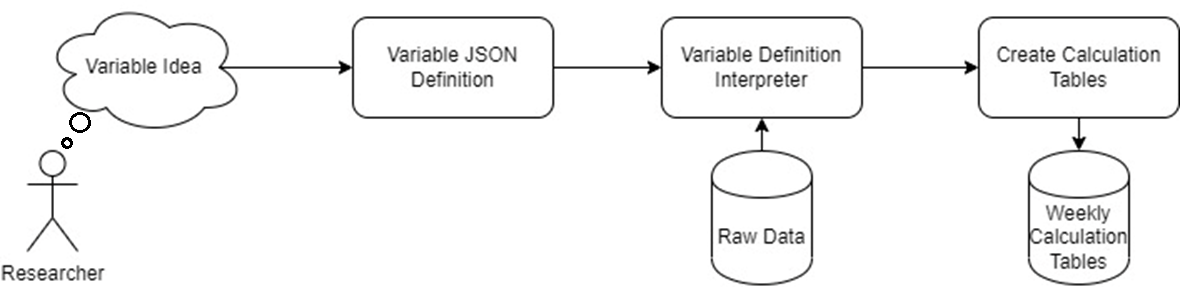 Variable Idea
Variable JSON
Definition
Variable Definition
Interpreter
Create Calculation
Tables
Researcher
Raw Data
Weekly
Calculation
Tables